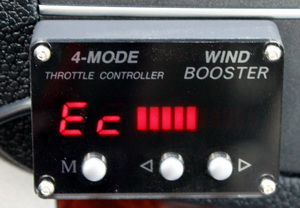 4-MODE WIND
THROTTLE CONTROLLER BOOSTER
Ec
M